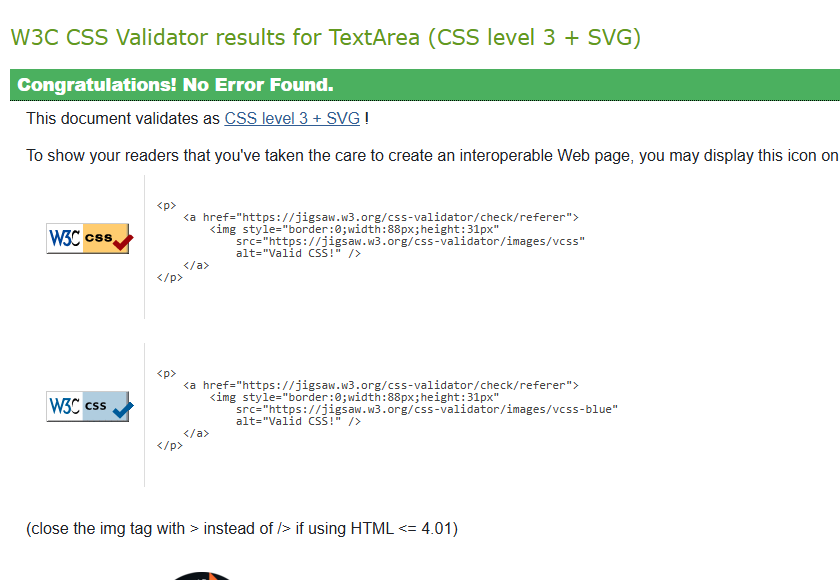 W3C CSS Validator results for TextArea (CSS level 3 + SVG)
Congratulations! No Error Found.
This document validates as CSS level 3 + SVG !
To show your readers that you've taken the care to create an interoperable Web page, you may display this icon on
W3C css
<p>
<a href="https://jigsaw.w3.org/css-validator/check/referer">
<img style="border:0;width:88px;height:31px"
src="https://jigsaw.w3.org/css-validator/images/vcss"
alt="Valid CSS!" />
</a>
</p>
W3C css
<p>
<a href="https://jigsaw.w3.org/css-validator/check/referer">
<img style="border:0;width:88px;height:31px"
src="https://jigsaw.w3.org/css-validator/images/vcss-blue"
alt="Valid CSS!" />
</a>
</p>
(close the img tag with > instead of /> if using HTML <= 4.01)